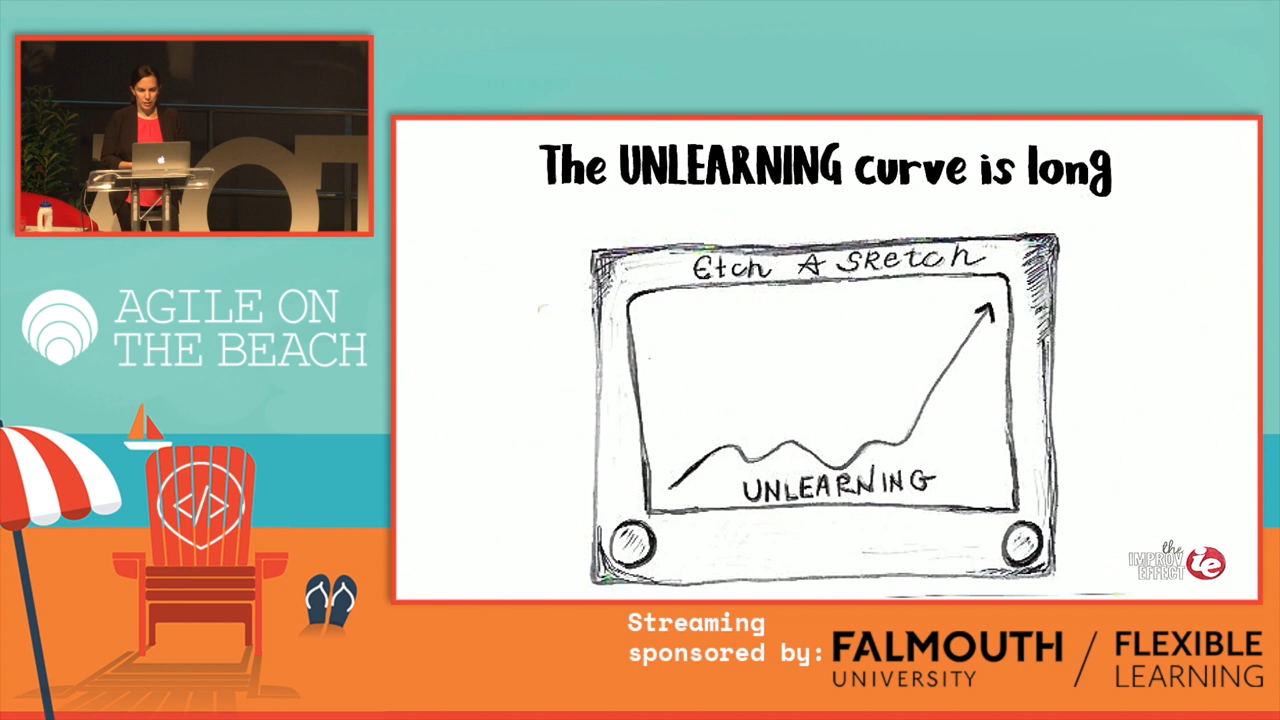 The UNLEARNING curve is long
Etch A Sketch
UNLEARNING
the
IMPROV
EFFECT
ie
AGILE ON
THE BEACH
</>
Streaming
sponsored by:
FALMOUTH
UNIVERSITY
/
FLEXIBLE
LEARNING